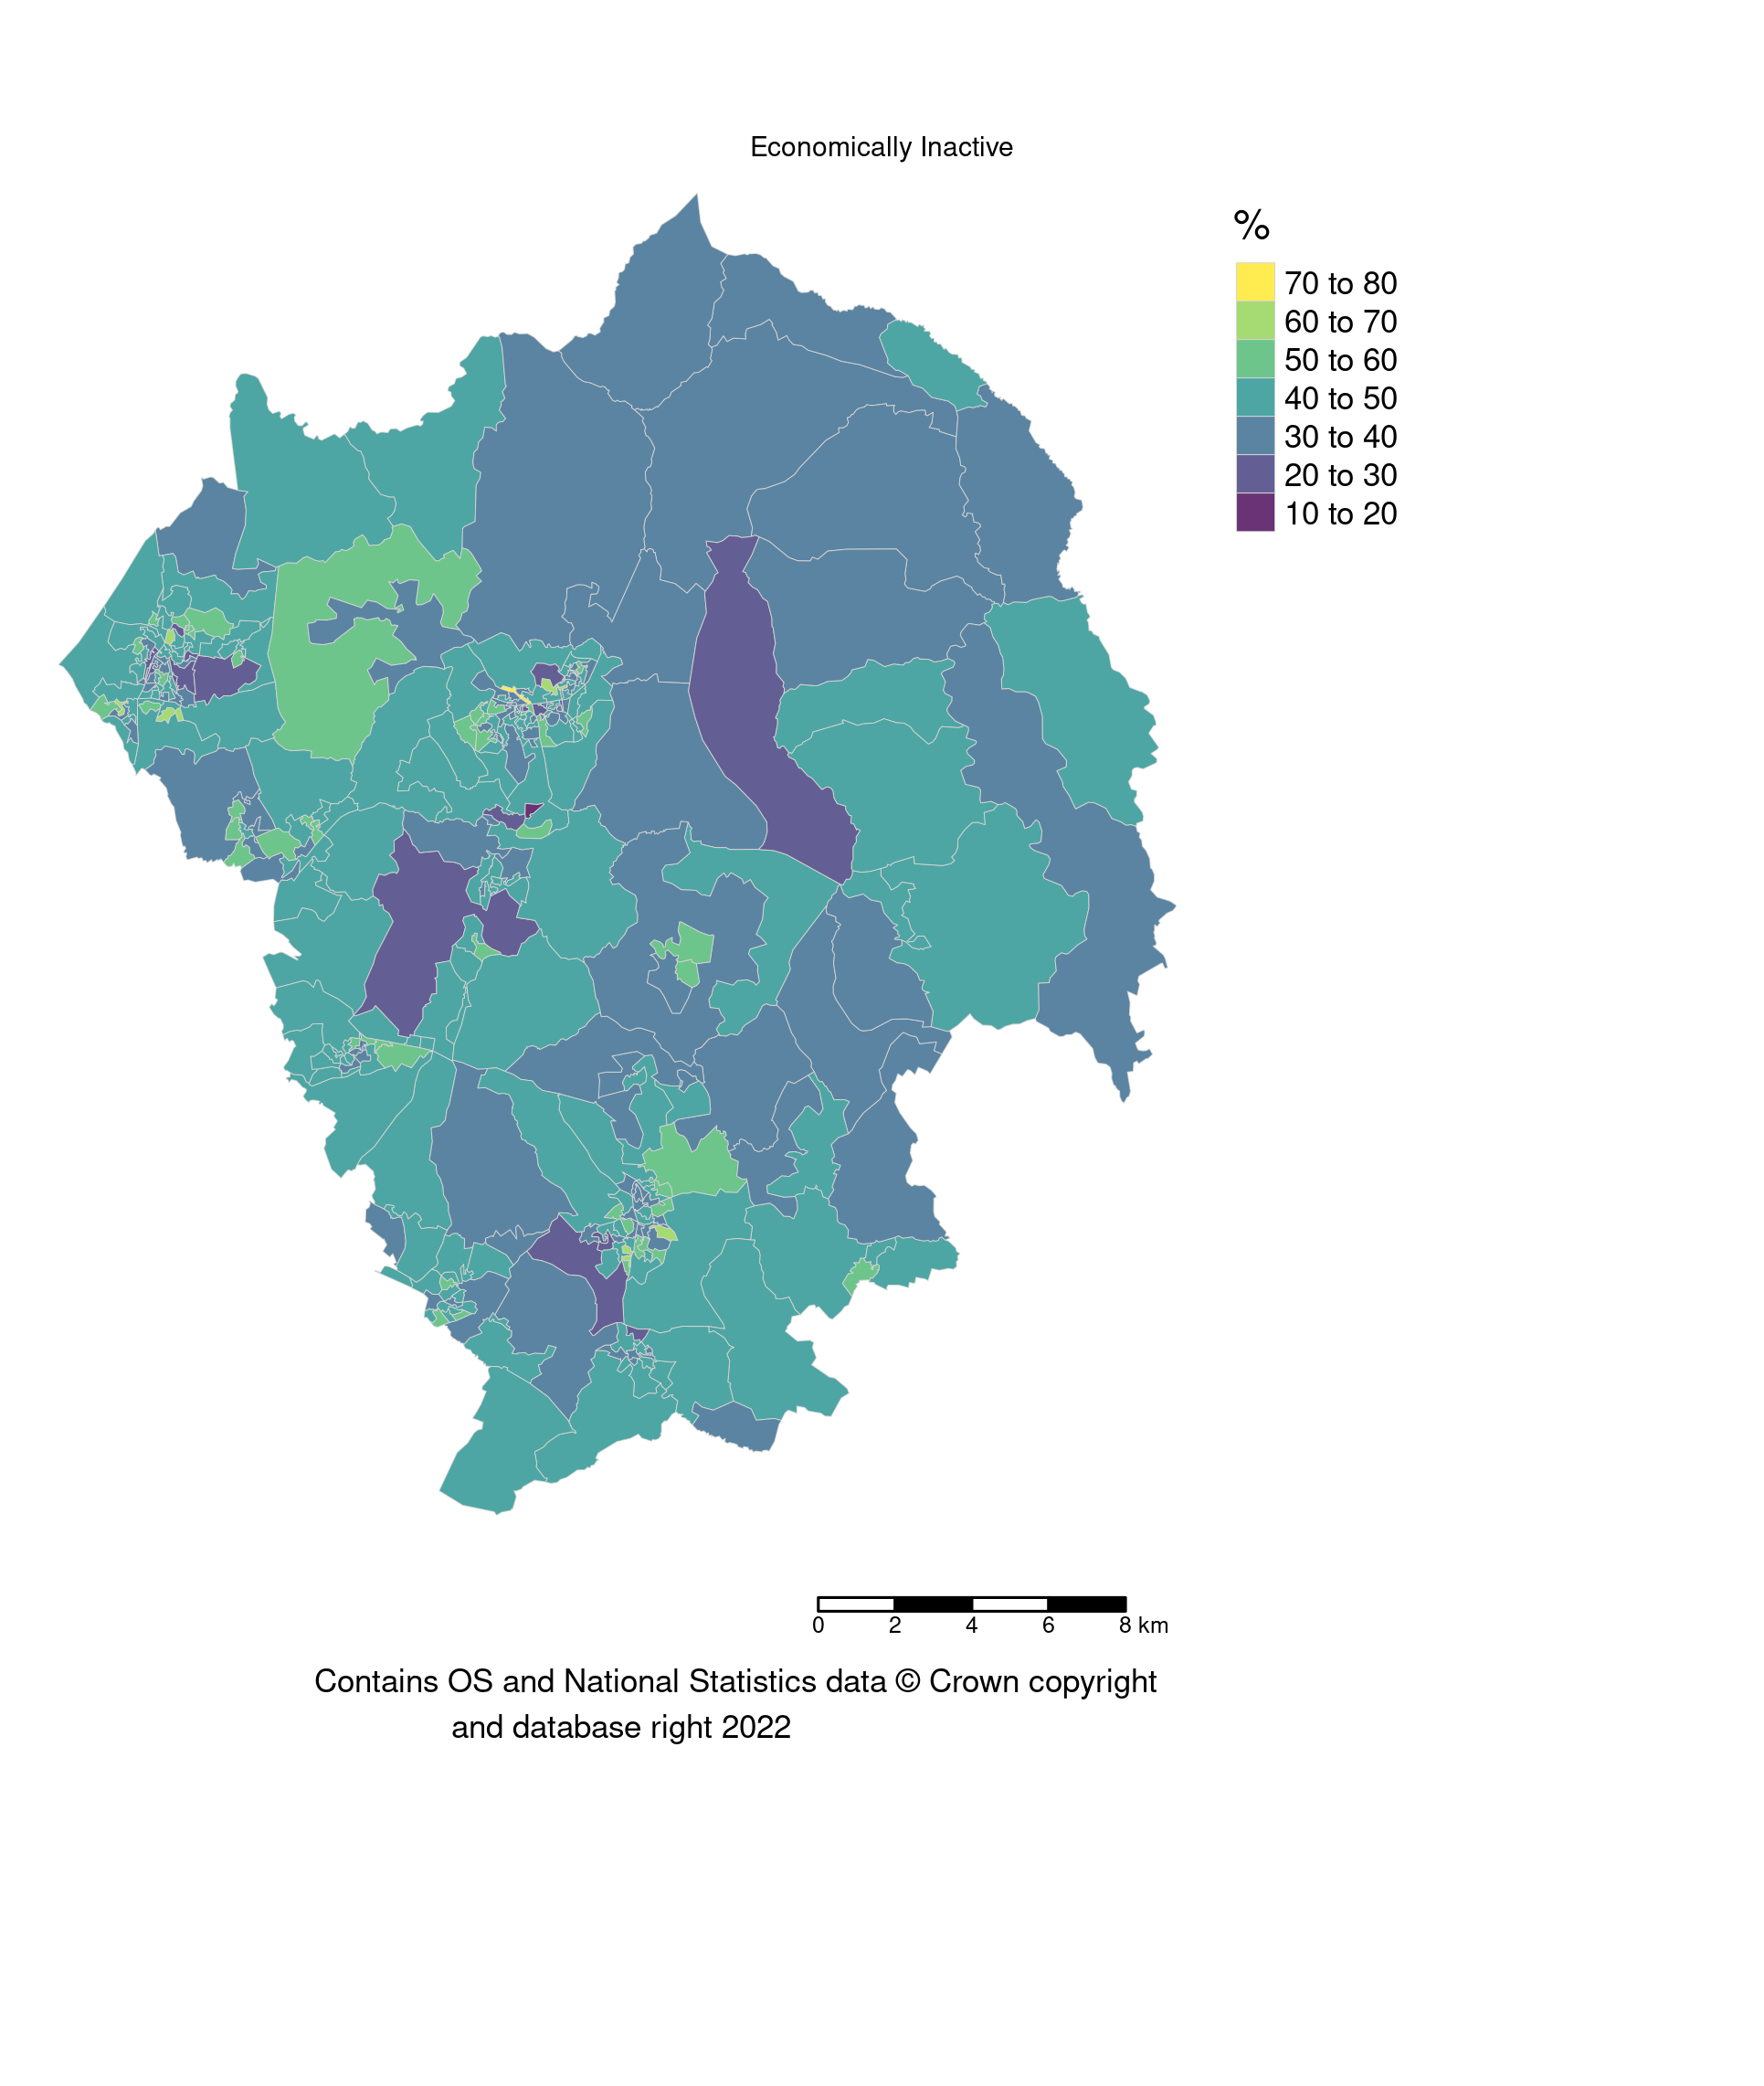 Economically Inactive
%
70 to 80
60 to 70
50 to 60
40 to 50
30 to 40
20 to 30
10 to 20
0 2 4 6 8 km
Contains OS and National Statistics data © Crown copyright
and database right 2022